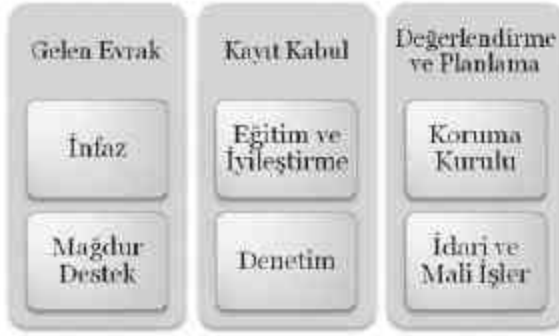 Gelen Evrak
İnfaz
Mağdur
Destek
Kayıt Kabul
Eğitim ve
İyileştirme
Denetim
Değerlendirme
ve Planlama
Koruma
Kurulu
İdari ve
Mali İşler